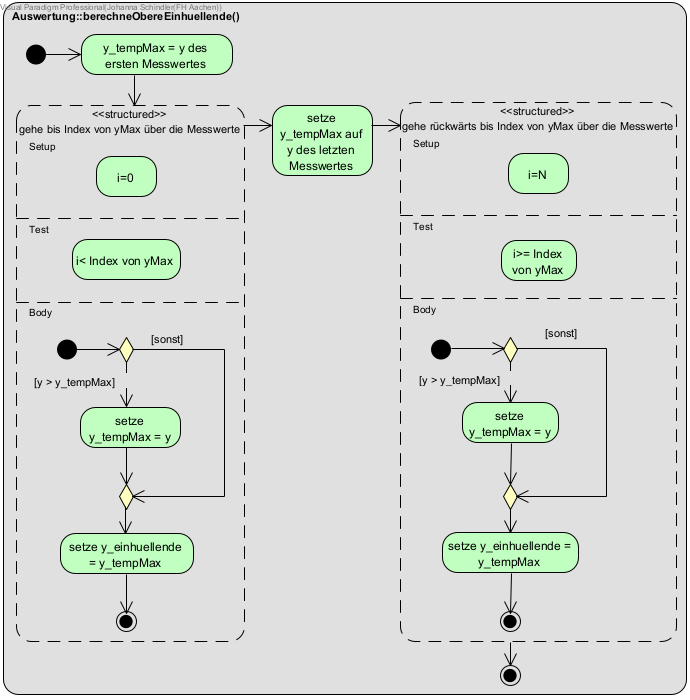 Visual Paradigm Professional(Johanna Schindler(FH Aachen))
Auswertung::berechneObereEinhuellende()
y_tempMax = y des
ersten Messwertes
<<structured>>
gehe bis Index von yMax über die Messwerte
Setup
i=0
Test
i< Index von yMax
Body
[sonst]
[y > y_tempMax]
setze
y_tempMax = y
setze y_einhuellende
= y_tempMax
setze
y_tempMax auf
y des letzten
Messwertes
<<structured>>
gehe rückwärts bis Index von yMax über die Messwerte
Setup
i=N
Test
i>= Index
von yMax
Body
[sonst]
[y > y_tempMax]
setze
y_tempMax = y
setze y_einhuellende =
y_tempMax